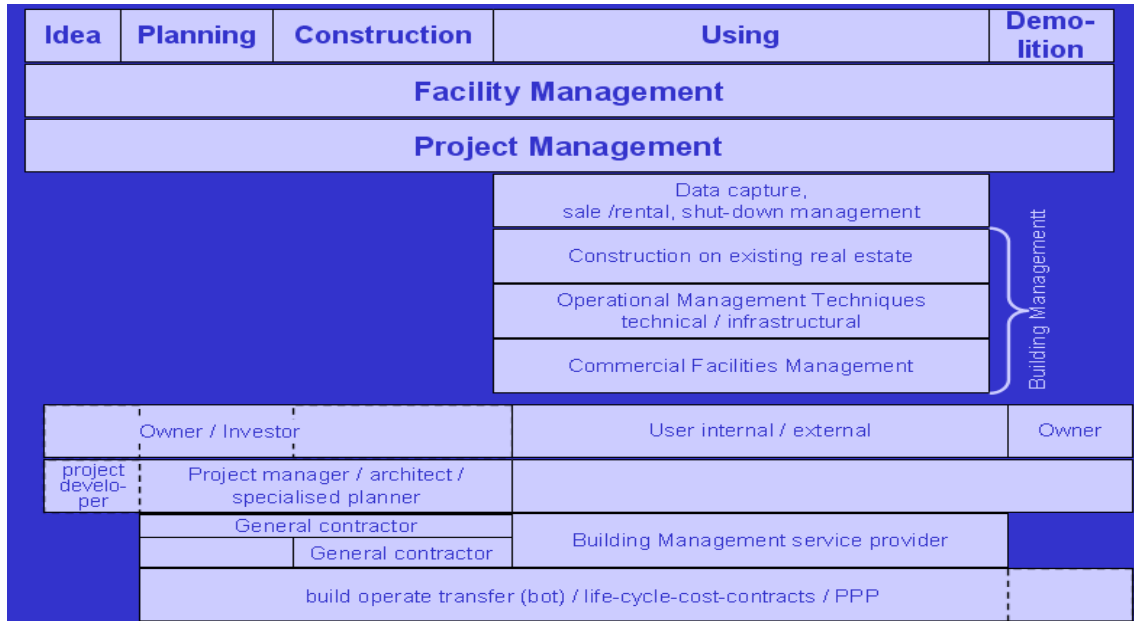 Idea Planning Construction Using Demo-
lition
Facility Management
Project Management
Data capture,
sale /rental, shut-down management
Construction on existing real estate
Operational Management Techniques
technical / infrastructural
Commercial Facilities Management
Building Managementt
Owner / Investor User internal / external Owner
project
develo-
per
Project manager / architect /
specialised planner
General contractor
General contractor
Building Management service provider
build operate transfer (bot) / life-cycle-cost-contracts / PPP